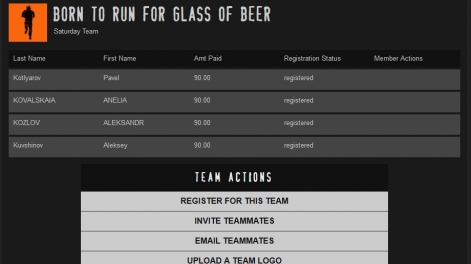 BORN TO RUN FOR GLASS OF BEER
Saturday Team
Last Name First Name Amt Paid Registration Status Member Actions
Kotlyarov Pavel 90.00 registered
KOVALSKAIA ANELIA 90.00 registered
KOZLOV ALEKSANDR 90.00 registered
Kuvshinov Aleksey 90.00 registered
TEAM ACTIONS
REGISTER FOR THIS TEAM
INVITE TEAMMATES
EMAIL TEAMMATES
UPLOAD A TEAM LOGO